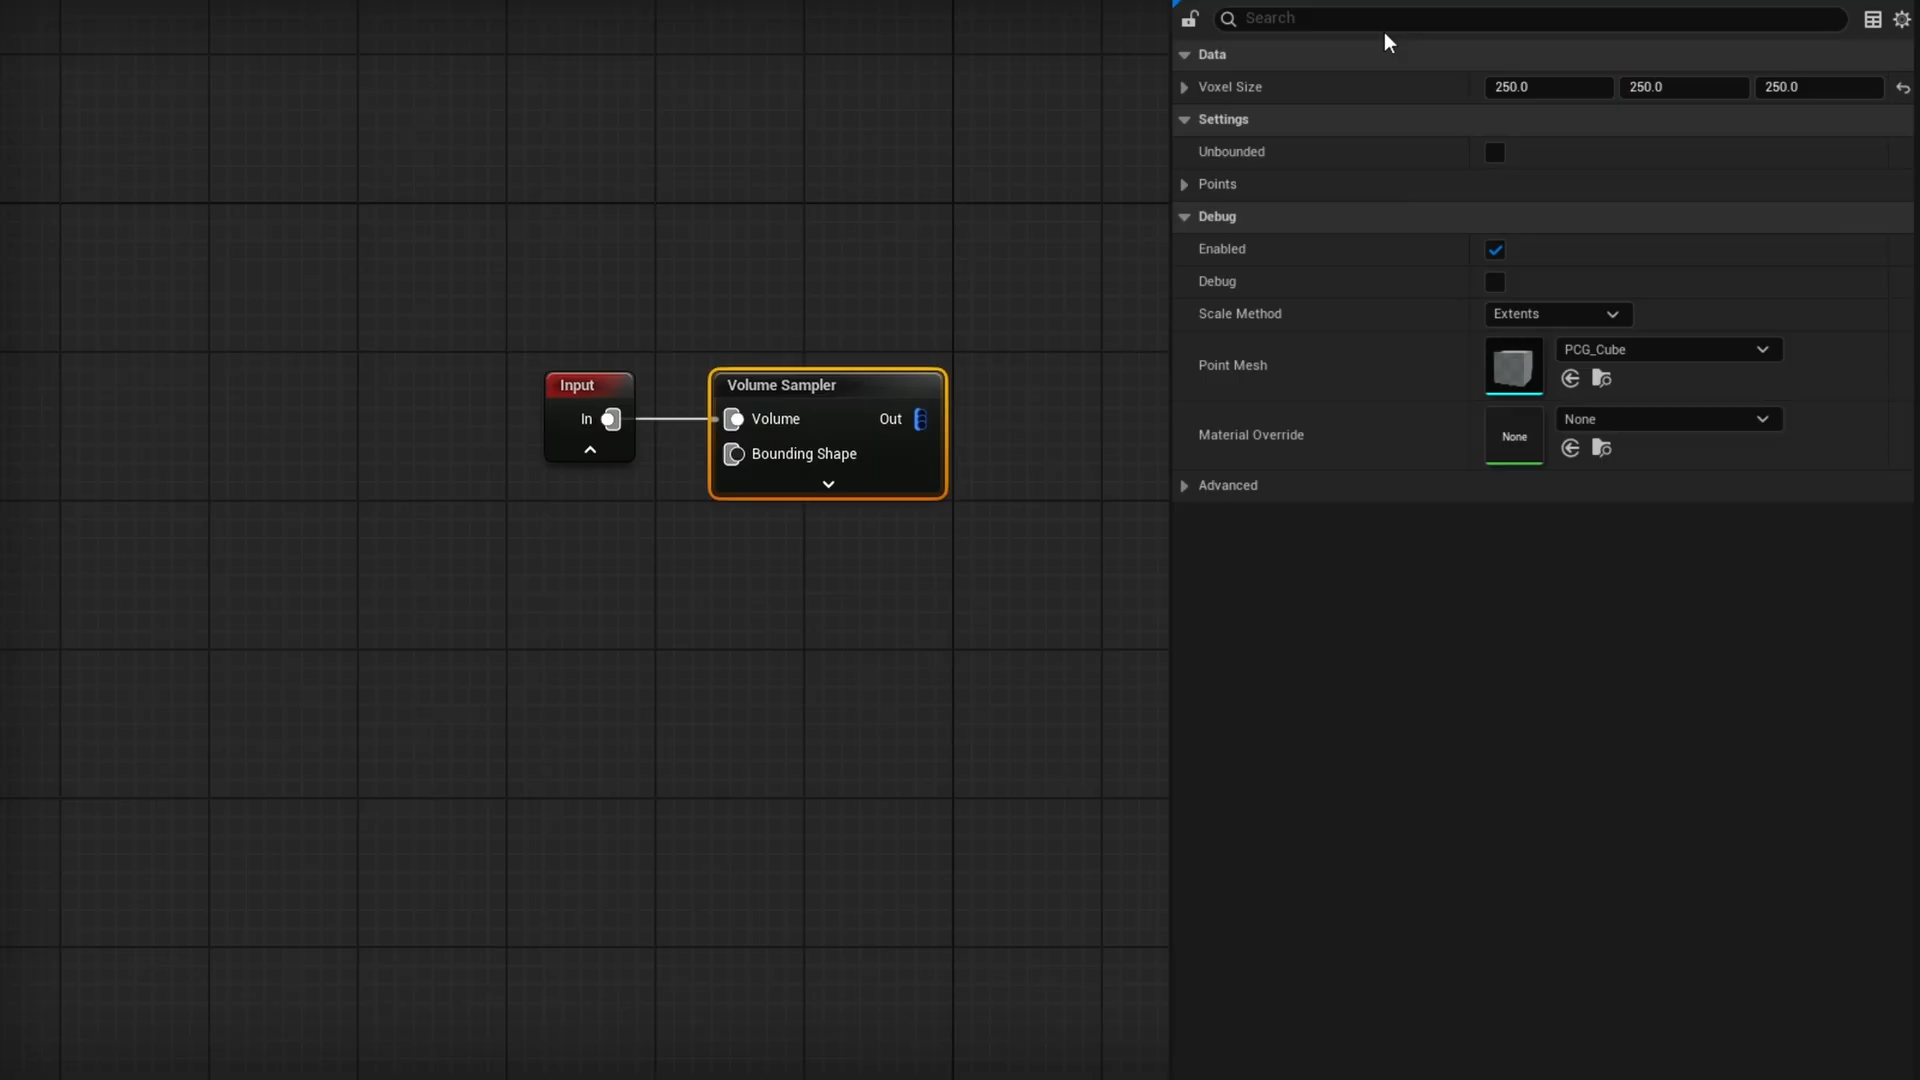 Search
Data
Voxel Size 250.0 250.0 250.0
Settings
Unbounded
Points
Debug
Enabled
Debug
Scale Method Extents
Point Mesh PCG_Cube
Material Override None None
Advanced
Input
In
Volume Sampler
Volume Out
Bounding Shape